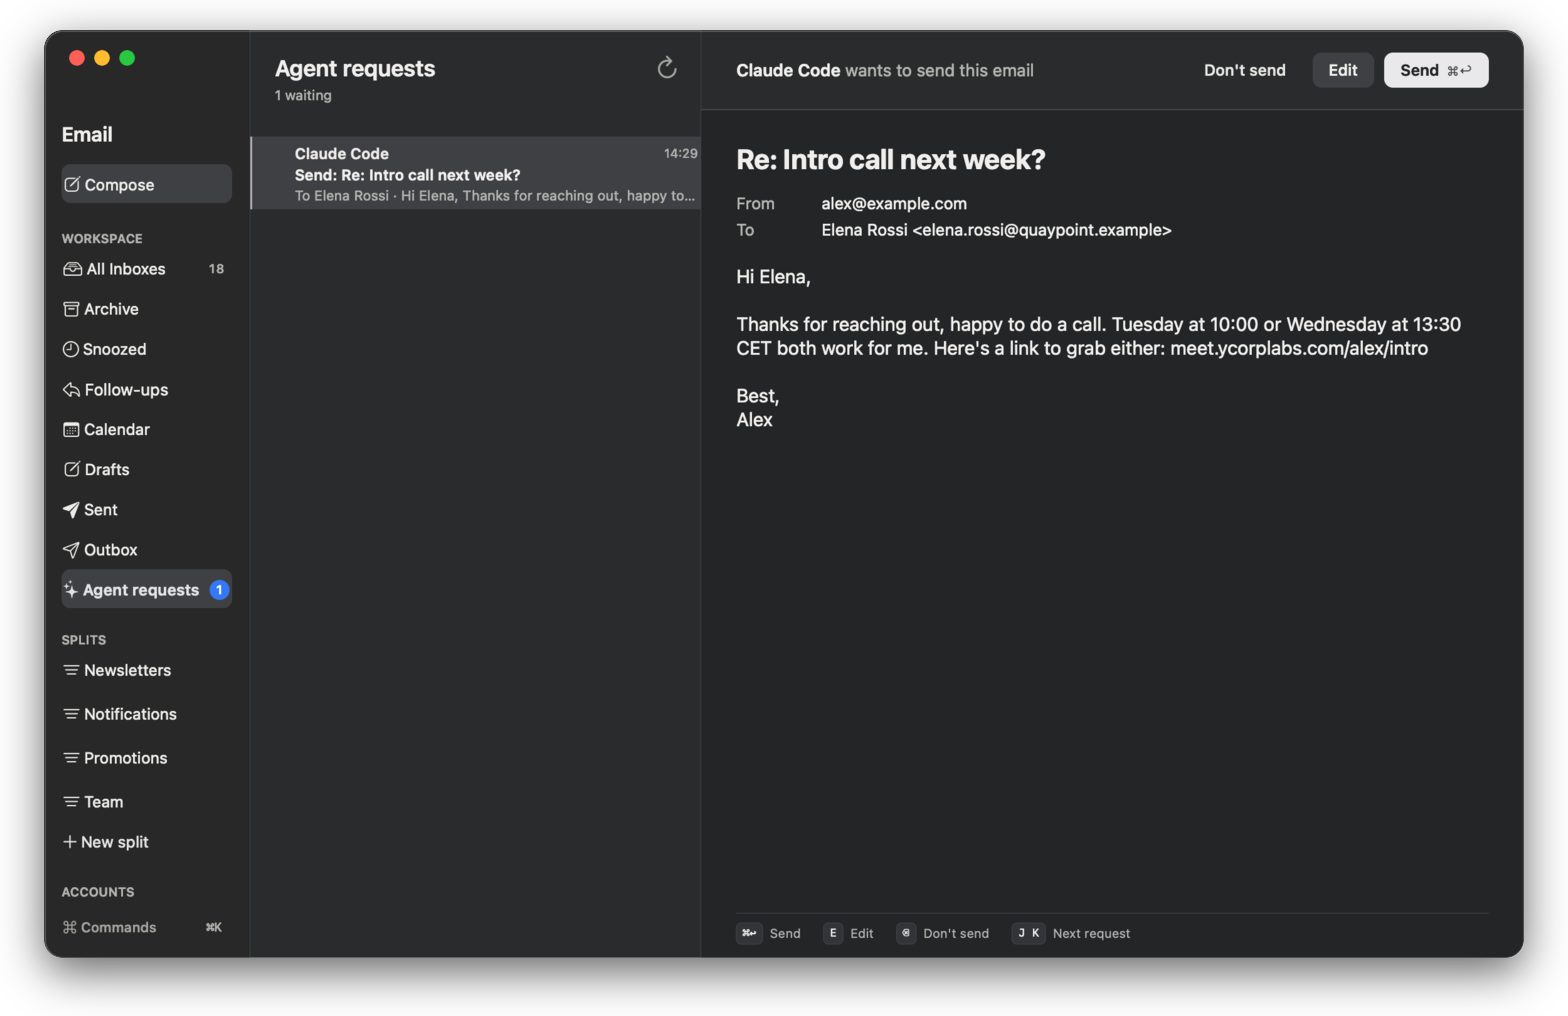 Email
Compose
WORKSPACE
All Inboxes 18
Archive
Snoozed
Follow-ups
Calendar
Drafts
Sent
Outbox
Agent requests 1
SPLITS
Newsletters
Notifications
Promotions
Team
New split
ACCOUNTS
⌘ Commands ⌘K
Agent requests
1 waiting
Claude Code 14:29
Send: Re: Intro call next week?
To Elena Rossi · Hi Elena, Thanks for reaching out, happy to...
Claude Code wants to send this email
Don't send Edit Send ⌘↩
Re: Intro call next week?
From alex@example.com
To Elena Rossi <elena.rossi@quaypoint.example>
Hi Elena,
Thanks for reaching out, happy to do a call. Tuesday at 10:00 or Wednesday at 13:30
CET both work for me. Here's a link to grab either: meet.ycorplabs.com/alex/intro
Best,
Alex
⌘↩ Send E Edit ⌫ Don't send J K Next request